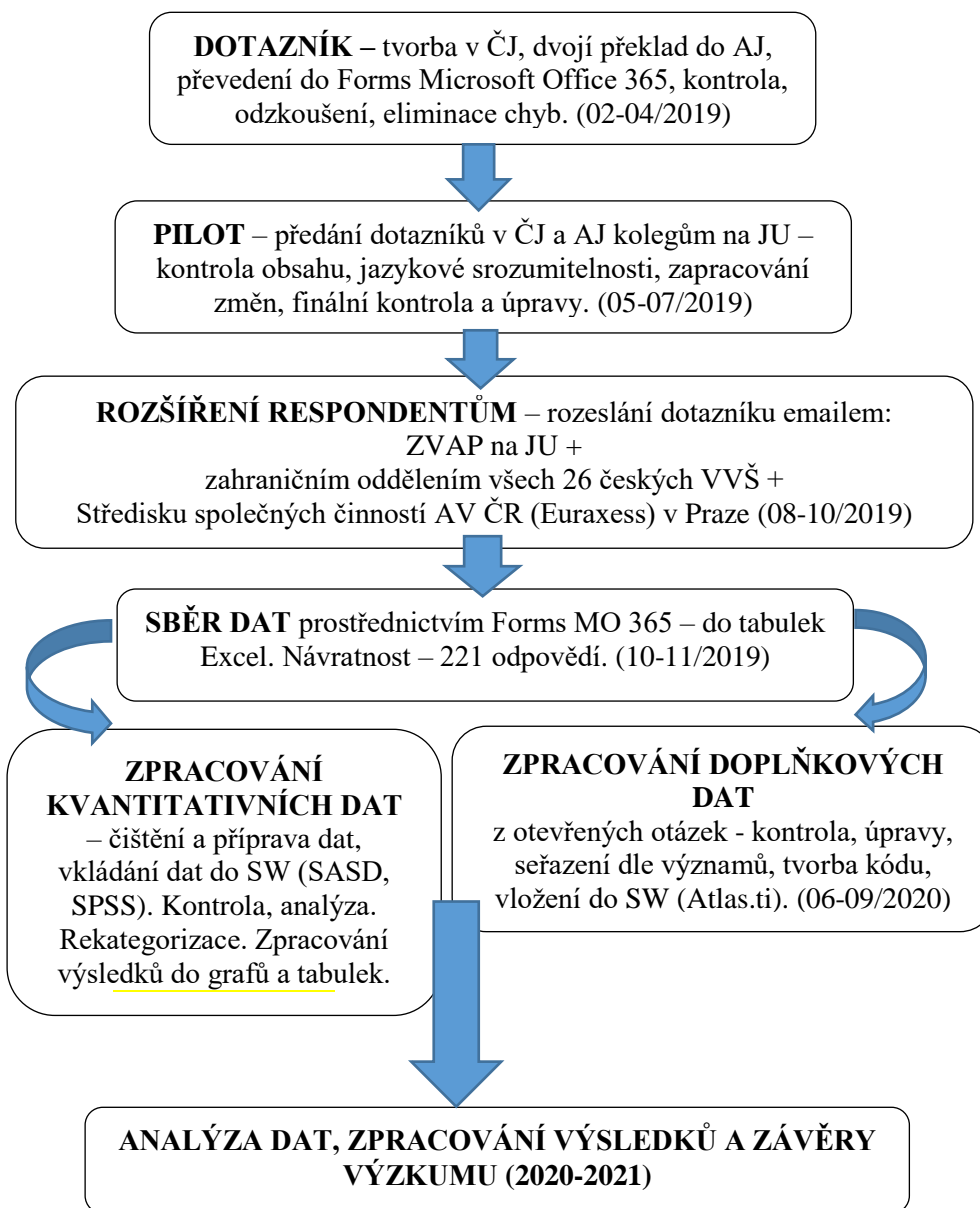 DOTAZNÍK – tvorba v ČJ, dvojí překlad do AJ,
převedení do Forms Microsoft Office 365, kontrola,
odzkoušení, eliminace chyb. (02-04/2019)
PILOT – předání dotazníků v ČJ a AJ kolegům na JU –
kontrola obsahu, jazykové srozumitelnosti, zapracování
změn, finální kontrola a úpravy. (05-07/2019)
ROZŠÍŘENÍ RESPONDENTŮM – rozeslání dotazníku emailem:
ZVAP na JU +
zahraničním oddělením všech 26 českých VVŠ +
Středisku společných činností AV ČR (Euraxess) v Praze (08-10/2019)
SBĚR DAT prostřednictvím Forms MO 365 – do tabulek
Excel. Návratnost – 221 odpovědí. (10-11/2019)
ZPRACOVÁNÍ
KVANTITATIVNÍCH DAT
– čištění a příprava dat,
vkládání dat do SW (SASD,
SPSS). Kontrola, analýza.
Rekategorizace. Zpracování
výsledků do grafů a tabulek.
ZPRACOVÁNÍ DOPLŇKOVÝCH
DAT
z otevřených otázek - kontrola, úpravy,
seřazení dle významů, tvorba kódu,
vložení do SW (Atlas.ti). (06-09/2020)
ANALÝZA DAT, ZPRACOVÁNÍ VÝSLEDKŮ A ZÁVĚRY
VÝZKUMU (2020-2021)